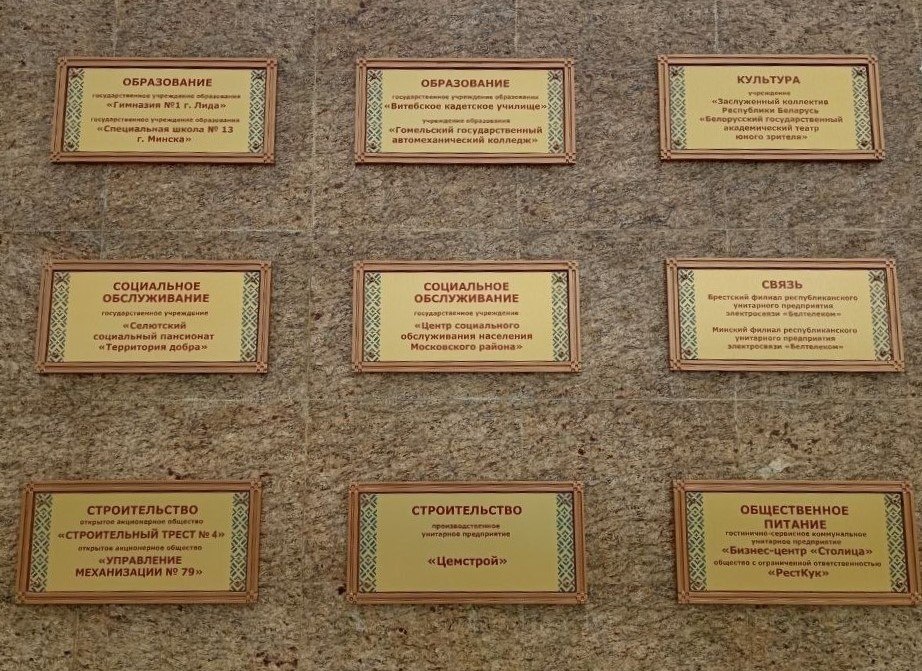 ОБРАЗОВАНИЕ
государственное учреждение образования
«Гимназия №1 г. Лида»
государственное учреждение образования
«Специальная школа № 13
г. Минска»
ОБРАЗОВАНИЕ
государственное учреждение образования
«Витебское кадетское училище»
учреждение образования
«Гомельский государственный
автомеханический колледж»
КУЛЬТУРА
учреждение
«Заслуженный коллектив
Республики Беларусь
«Белорусский государственный
академический театр
юного зрителя»
СОЦИАЛЬНОЕ
ОБСЛУЖИВАНИЕ
государственное учреждение
«Селютский
социальный пансионат
«Территория добра»
СОЦИАЛЬНОЕ
ОБСЛУЖИВАНИЕ
государственное учреждение
«Центр социального
обслуживания населения
Московского района»
СВЯЗЬ
Брестский филиал республиканского
унитарного предприятия
электросвязи «Белтелеком»
Минский филиал республиканского
унитарного предприятия
электросвязи «Белтелеком»
СТРОИТЕЛЬСТВО
открытое акционерное общество
«СТРОИТЕЛЬНЫЙ ТРЕСТ № 4»
открытое акционерное общество
«УПРАВЛЕНИЕ
МЕХАНИЗАЦИИ № 79»
СТРОИТЕЛЬСТВО
производственное
унитарное предприятие
«Цемстрой»
ОБЩЕСТВЕННОЕ
ПИТАНИЕ
гостинично-сервисное коммунальное
унитарное предприятие
«Бизнес-центр «Столица»
общество с ограниченной ответственностью
«РестКук»